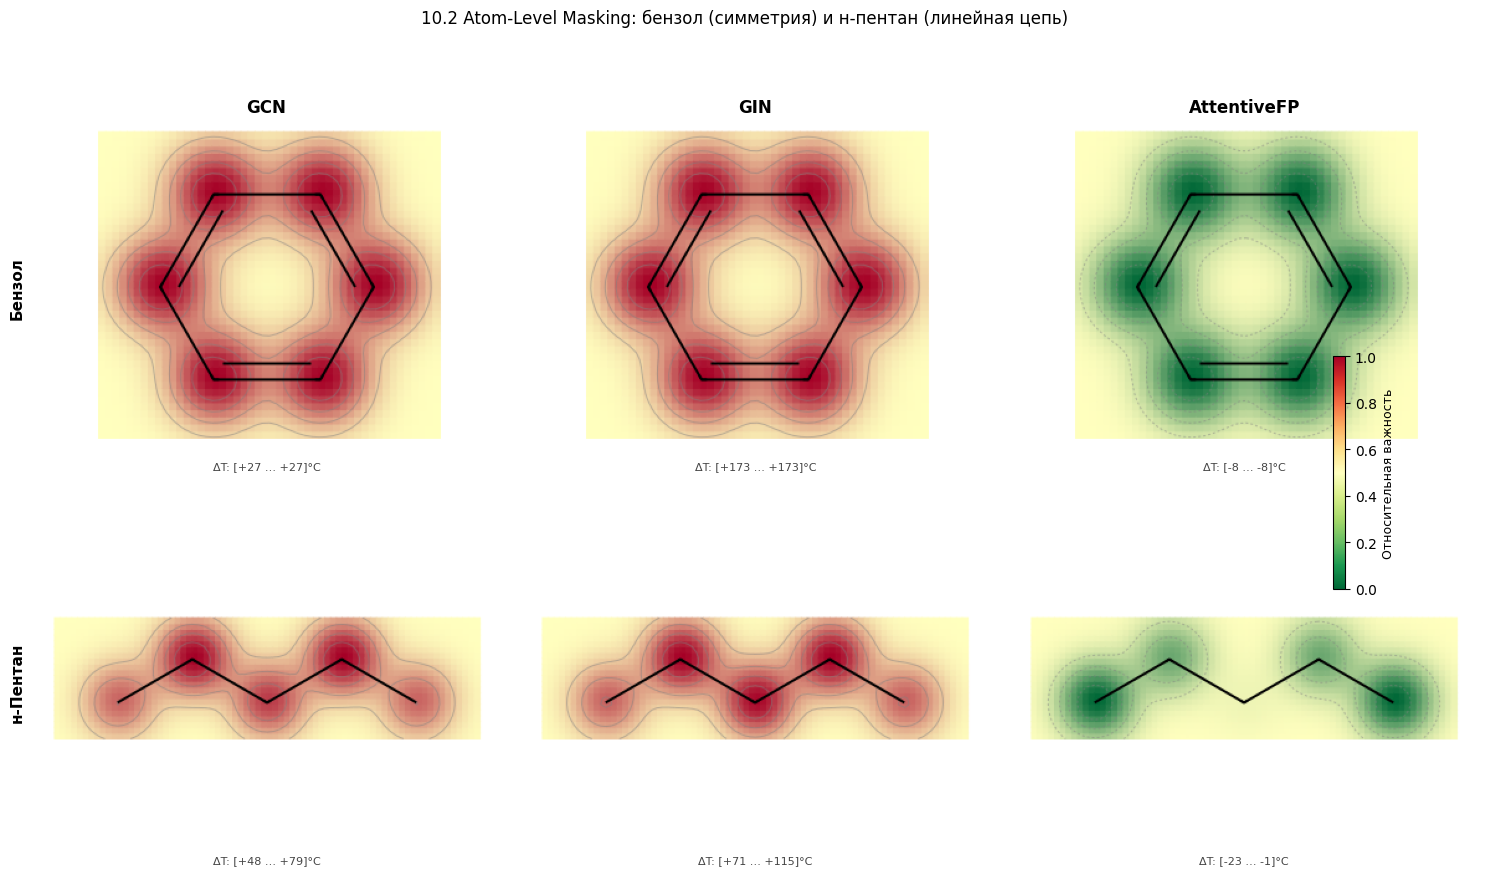 10.2 Atom-Level Masking: бензол (симметрия) и н-пентан (линейная цепь)
GCN
GIN
AttentiveFP
Бензол
ΔT: [+27 ... +27]°C
ΔT: [+173 ... +173]°C
ΔT: [-8 ... -8]°C
1.0
0.8
0.6
0.4
0.2
0.0
Относительная важность
н-Пентан
ΔT: [+48 ... +79]°C
ΔT: [+71 ... +115]°C
ΔT: [-23 ... -1]°C